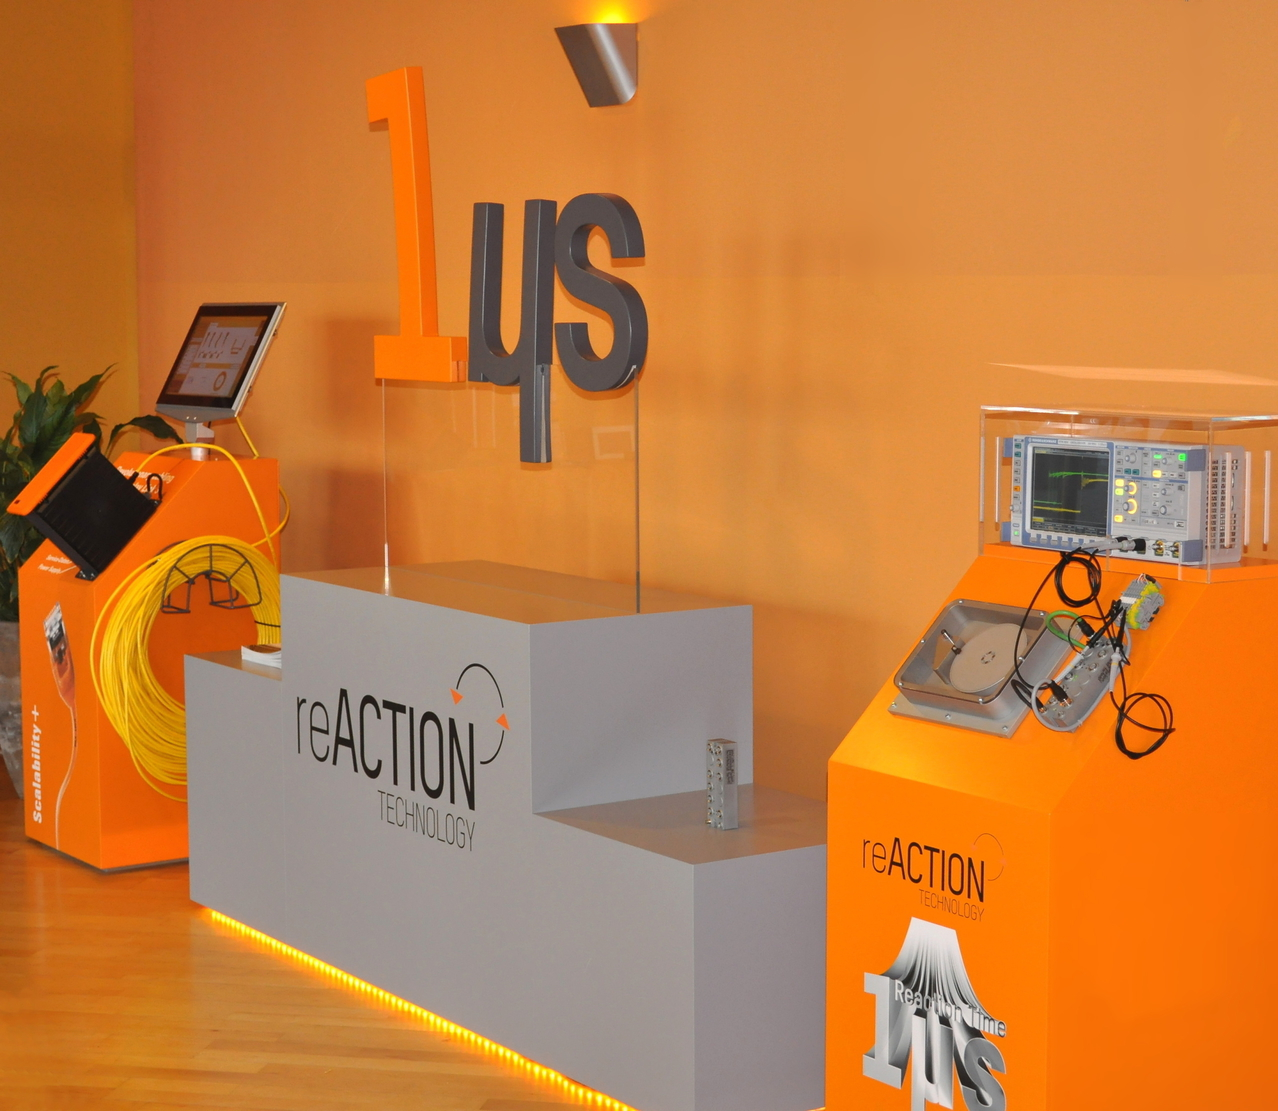 1µs
Scalability+
reACTION
TECHNOLOGY
reACTION
TECHNOLOGY
Reaction Time
1µs